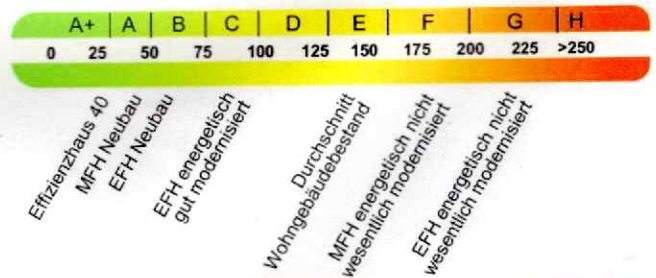 A+ A B C D E F G H
0 25 50 75 100 125 150 175 200 225 >250
Effizienzhaus 40
MFH Neubau
EFH Neubau
EFH energetisch
gut modernisiert
Durchschnitt
Wohngebäudebestand
MFH energetisch nicht
wesentlich modernisiert
EFH energetisch nicht
wesentlich modernisiert